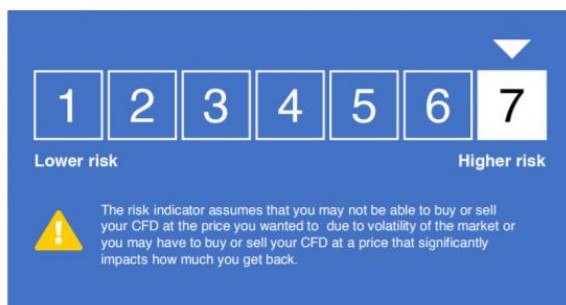 1 2 3 4 5 6 7
Lower risk Higher risk
The risk indicator assumes that you may not be able to buy or sell
your CFD at the price you wanted to due to volatility of the market or
you may have to buy or sell your CFD at a price that significantly
impacts how much you get back.